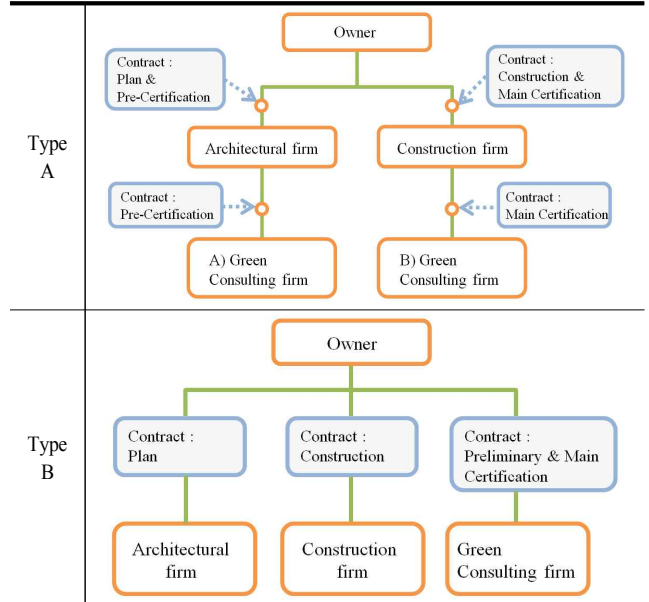 Type
A
Owner
Contract :
Plan &
Pre-Certification
Contract :
Construction &
Main Certification
Architectural firm
Construction firm
Contract :
Pre-Certification
Contract :
Main Certification
A) Green
Consulting firm
B) Green
Consulting firm
Type
B
Owner
Contract :
Plan
Contract :
Construction
Contract :
Preliminary & Main
Certification
Architectural
firm
Construction
firm
Green
Consulting firm